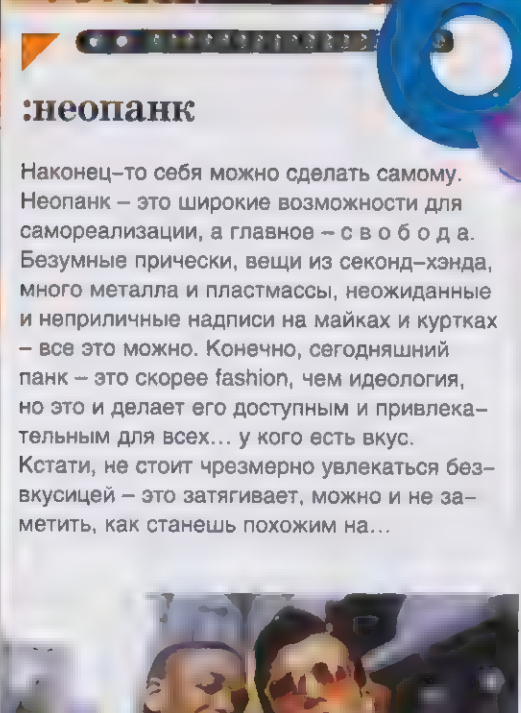 :неопанк
Наконец-то себя можно сделать самому.
Неопанк – это широкие возможности для
самореализации, а главное – с в о б о д а.
Безумные прически, вещи из секонд-хэнда,
много металла и пластмассы, неожиданные
и неприличные надписи на майках и куртках
– все это можно. Конечно, сегодняшний
панк – это скорее fashion, чем идеология,
но это и делает его доступным и привлека-
тельным для всех... у кого есть вкус.
Кстати, не стоит чрезмерно увлекаться без-
вкусицей – это затягивает, можно и не за-
метить, как станешь похожим на...